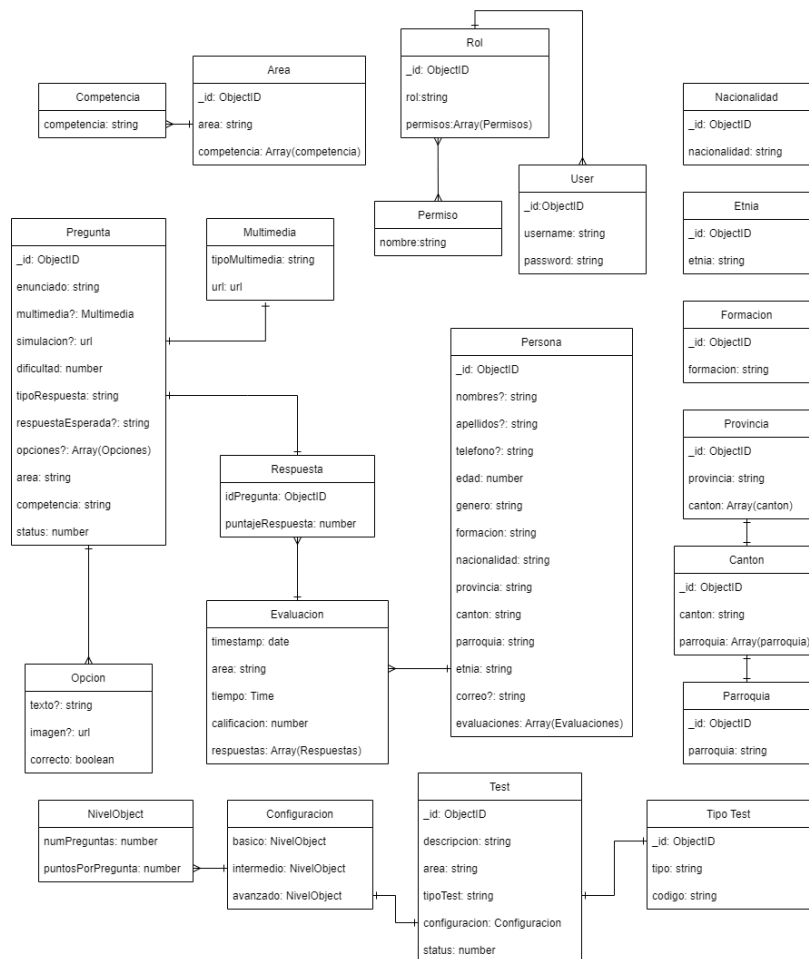 Rol
_id: ObjectID
rol:string
permisos:Array(Permisos)
Area
_id: ObjectID
area: string
competencia: Array(competencia)
Competencia
competencia: string
Nacionalidad
_id: ObjectID
nacionalidad: string
User
_id:ObjectID
username: string
password: string
Permiso
nombre:string
Etnia
_id: ObjectID
etnia: string
Pregunta
_id: ObjectID
enunciado: string
multimedia?: Multimedia
simulacion?: url
dificultad: number
tipoRespuesta: string
respuestaEsperada?: string
opciones?: Array(Opciones)
area: string
competencia: string
status: number
Multimedia
tipoMultimedia: string
url: url
Formacion
_id: ObjectID
formacion: string
Persona
_id: ObjectID
nombres?: string
apellidos?: string
telefono?: string
edad: number
genero: string
formacion: string
nacionalidad: string
provincia: string
canton: string
parroquia: string
etnia: string
correo?: string
evaluaciones: Array(Evaluaciones)
Provincia
_id: ObjectID
provincia: string
canton: Array(canton)
Respuesta
idPregunta: ObjectID
puntajeRespuesta: number
Canton
_id: ObjectID
canton: string
parroquia: Array(parroquia)
Evaluacion
timestamp: date
area: string
tiempo: Time
calificacion: number
respuestas: Array(Respuestas)
Opcion
texto?: string
imagen?: url
correcto: boolean
Parroquia
_id: ObjectID
parroquia: string
Test
_id: ObjectID
descripcion: string
area: string
tipoTest: string
configuracion: Configuracion
status: number
NivelObject
numPreguntas: number
puntosPorPregunta: number
Configuracion
basico: NivelObject
intermedio: NivelObject
avanzado: NivelObject
Tipo Test
_id: ObjectID
tipo: string
codigo: string